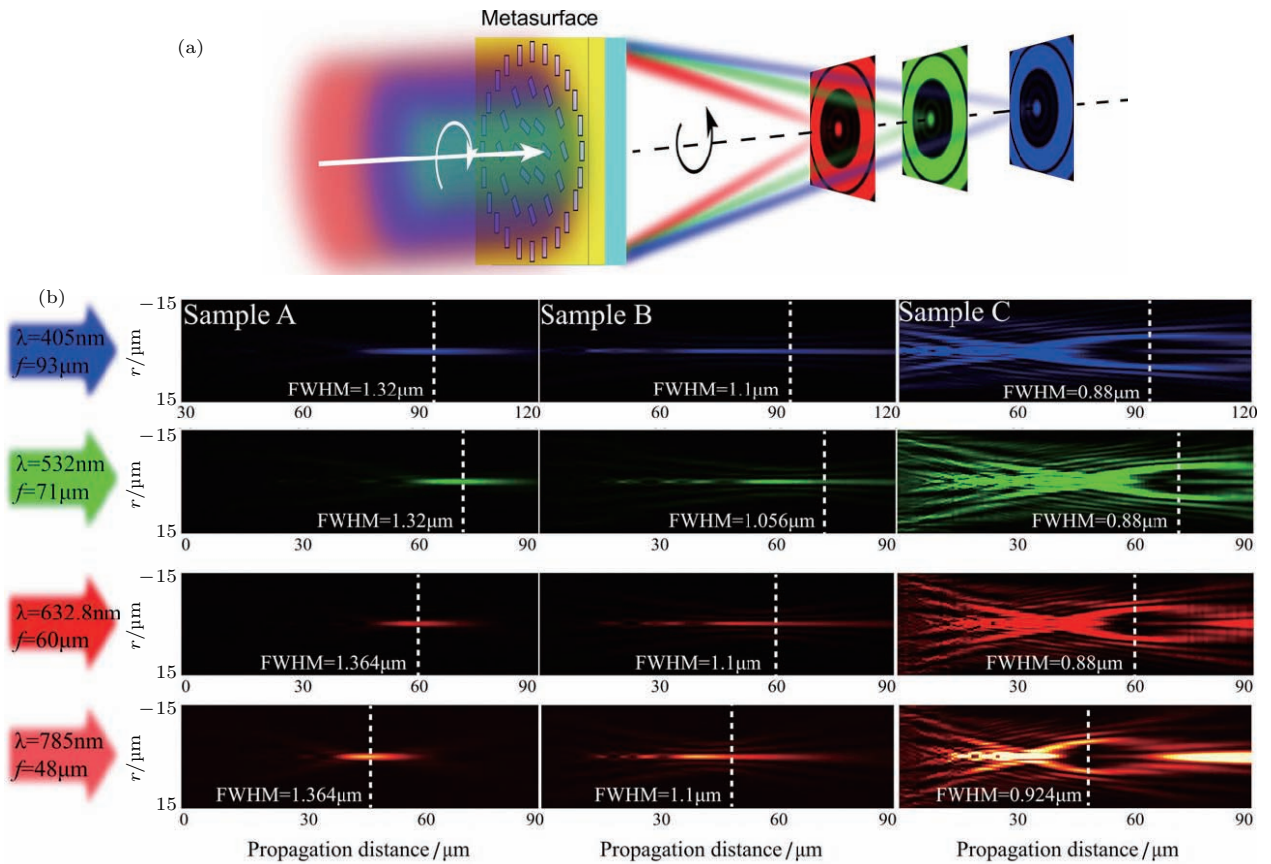 Metasurface
(a)
(b)
−15
r/μm
15
λ=405nm
f=93μm
Sample A
FWHM=1.32μm
Sample B
FWHM=1.1μm
Sample C
FWHM=0.88μm
30 60 90 120 60 90 120 30 60 90 120
−15
r/μm
15
λ=532nm
f=71μm
FWHM=1.32μm
FWHM=1.056μm
FWHM=0.88μm
0 30 60 90 30 60 90 30 60 90
−15
r/μm
15
λ=632.8nm
f=60μm
FWHM=1.364μm
FWHM=1.1μm
FWHM=0.88μm
0 30 60 90 30 60 90 30 60 90
−15
r/μm
15
λ=785nm
f=48μm
FWHM=1.364μm
FWHM=1.1μm
FWHM=0.924μm
0 30 60 90 30 60 90 30 60 90
Propagation distance/μm Propagation distance/μm Propagation distance/μm